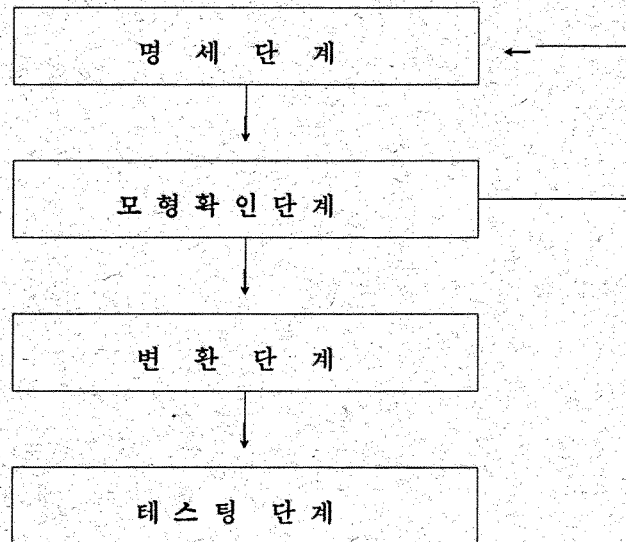 명 세 단 계
모 형 확 인 단 계
변 환 단 계
테 스 팅 단 계